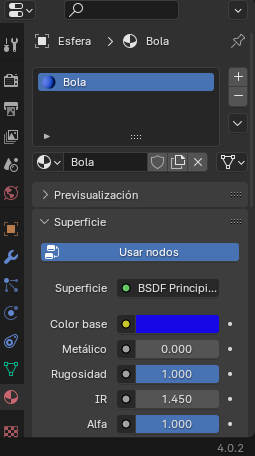 Esfera Bola
Bola
Bola
Previsualización
Superficie
Usar nodos
Superficie BSDF Principi...
Color base
Metálico 0.000
Rugosidad 1.000
IR 1.450
Alfa 1.000
4.0.2